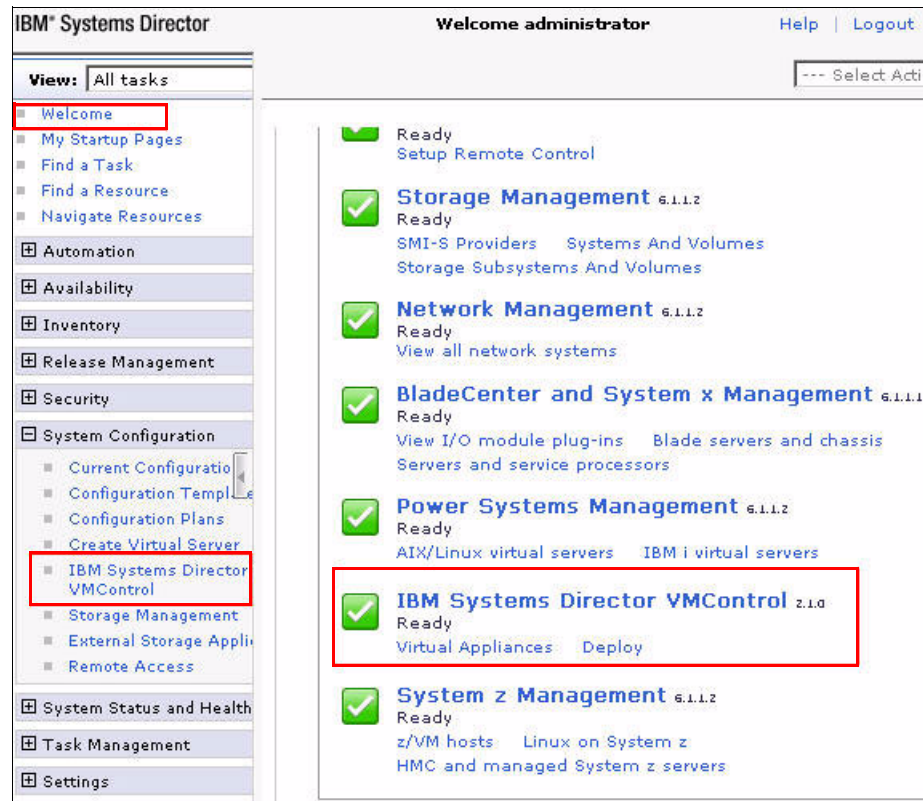 IBM® Systems Director
Welcome administrator
Help | Logout
View: All tasks
--- Select Acti
Welcome
My Startup Pages
Find a Task
Find a Resource
Navigate Resources
Automation
Availability
Inventory
Release Management
Security
System Configuration
Current Configuratio
Configuration Templ
Configuration Plans
Create Virtual Server
IBM Systems Director
VMControl
Storage Management
External Storage Appli
Remote Access
System Status and Health
Task Management
Settings
Ready
Setup Remote Control
Storage Management 6.1.1.2
Ready
SMI-S Providers Systems And Volumes
Storage Subsystems And Volumes
Network Management 6.1.1.2
Ready
View all network systems
BladeCenter and System x Management 6.1.1.1
Ready
View I/O module plug-ins Blade servers and chassis
Servers and service processors
Power Systems Management 6.1.1.2
Ready
AIX/Linux virtual servers IBM i virtual servers
IBM Systems Director VMControl 2.1.0
Ready
Virtual Appliances Deploy
System z Management 6.1.1.2
Ready
z/VM hosts Linux on System z
HMC and managed System z servers